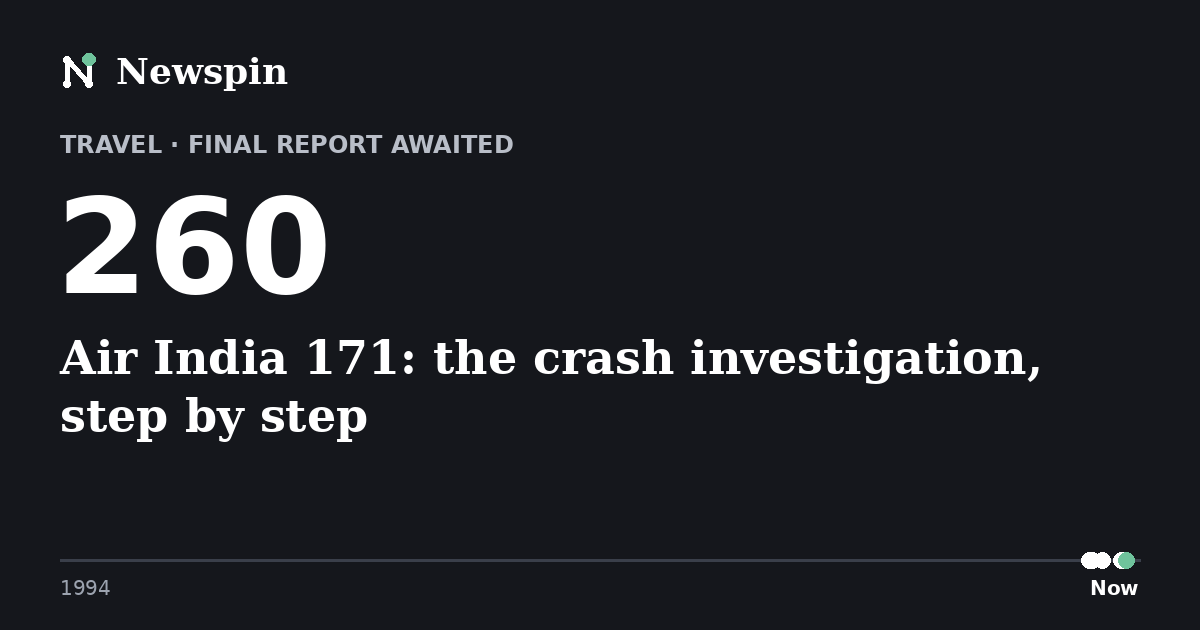 Newspin
TRAVEL · FINAL REPORT AWAITED
260
Air India 171: the crash investigation,
step by step
1994
Now